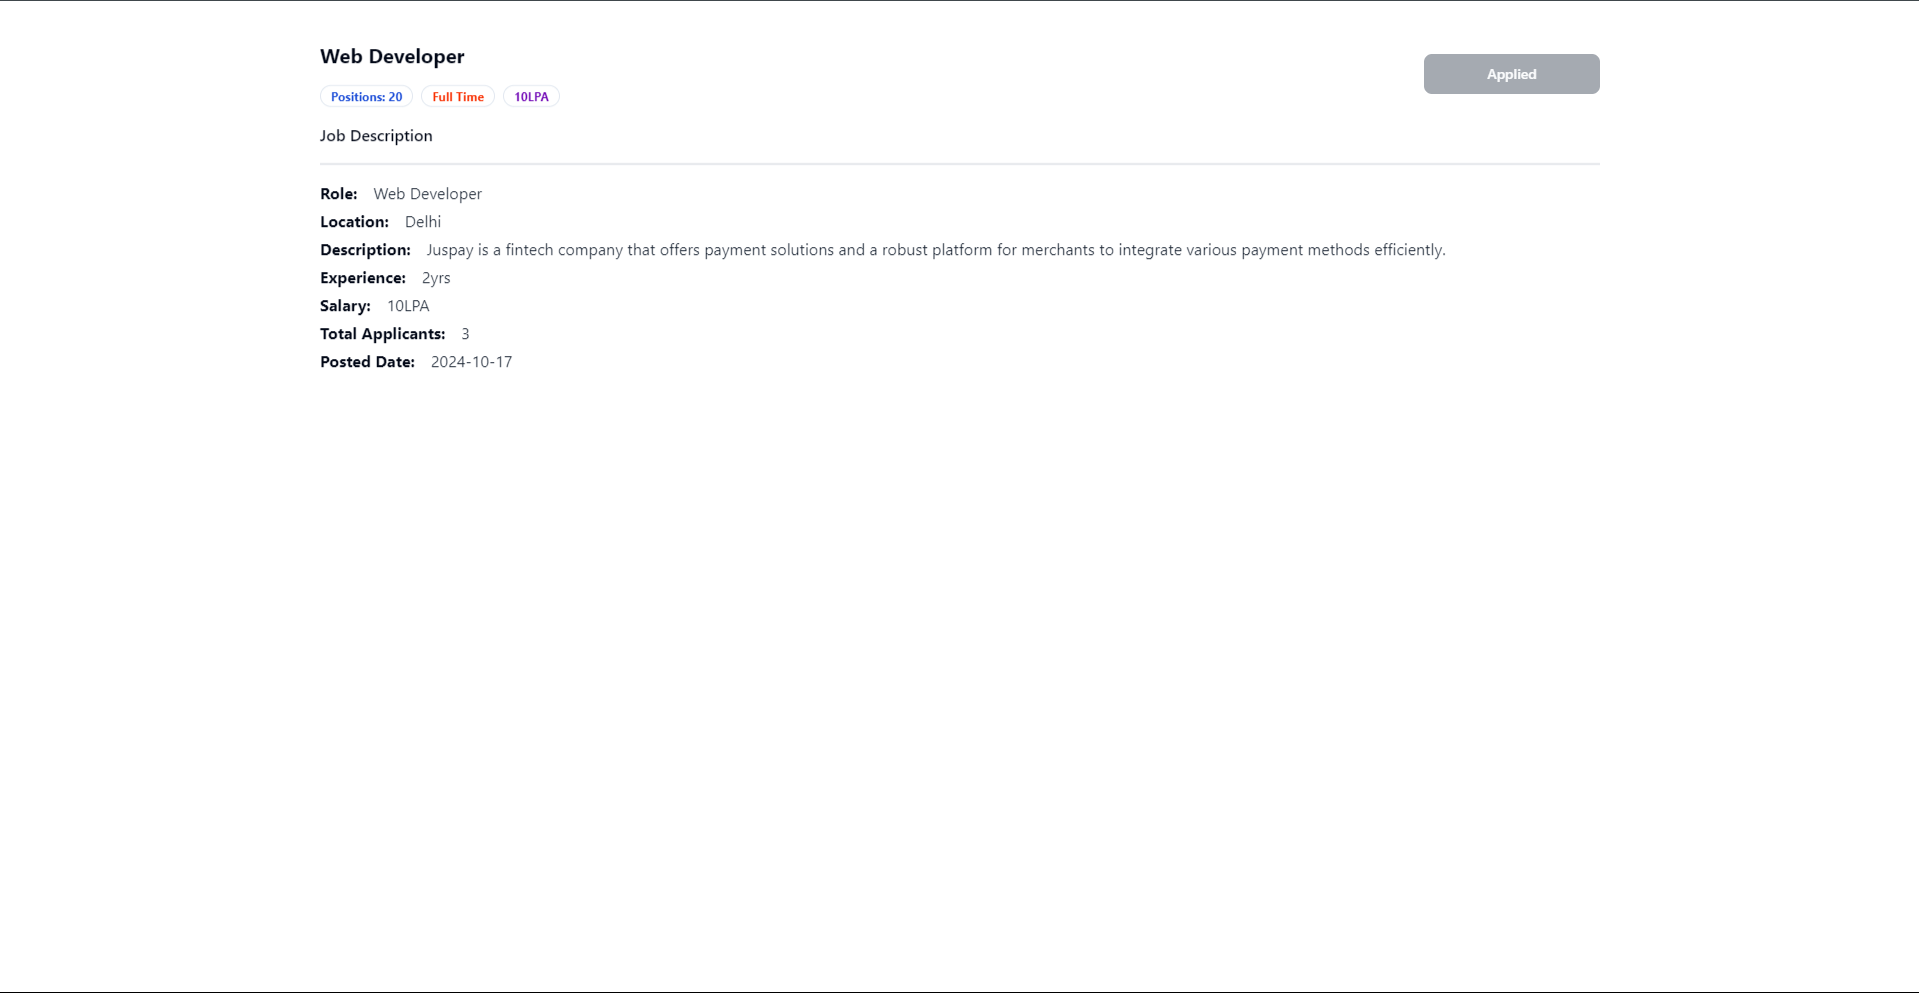 Web Developer
Applied
Positions: 20 Full Time 10LPA
Job Description
Role: Web Developer
Location: Delhi
Description: Juspay is a fintech company that offers payment solutions and a robust platform for merchants to integrate various payment methods efficiently.
Experience: 2yrs
Salary: 10LPA
Total Applicants: 3
Posted Date: 2024-10-17